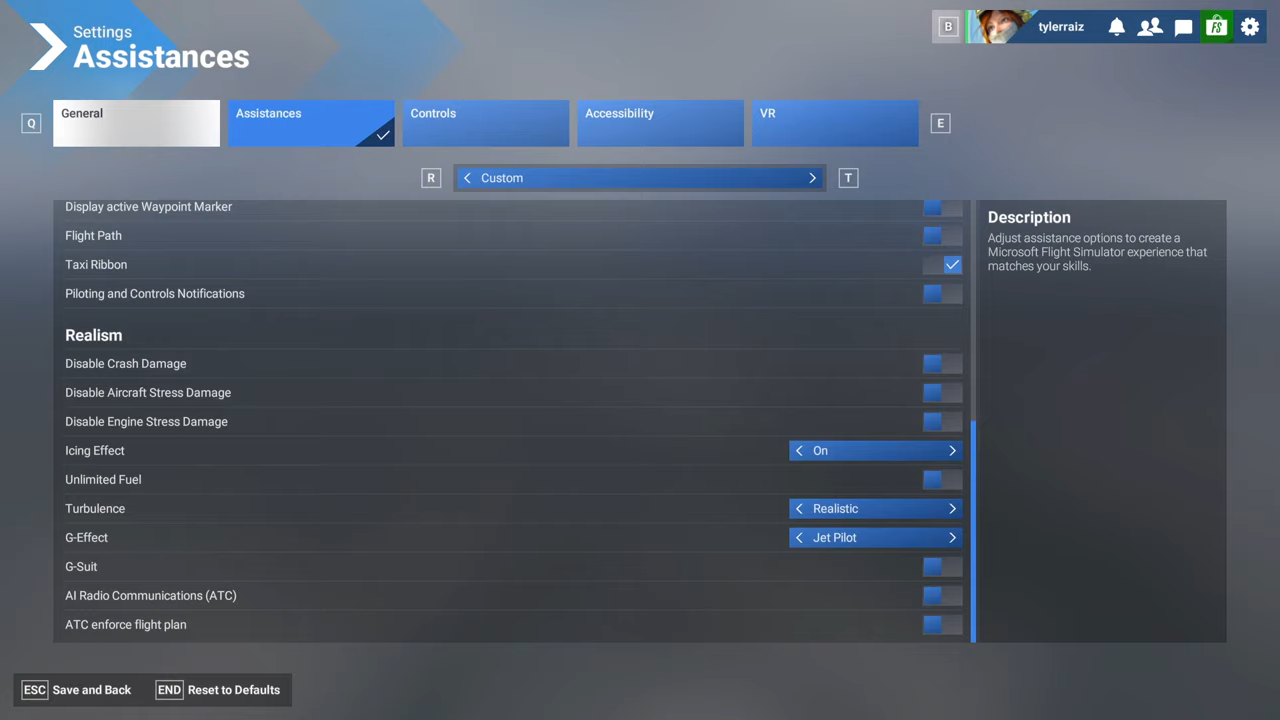 Settings
Assistances
B
tylerraiz
FS
Q
General
Assistances
Controls
Accessibility
VR
E
R
Custom
T
Display active Waypoint Marker
Flight Path
Taxi Ribbon
Piloting and Controls Notifications
Realism
Disable Crash Damage
Disable Aircraft Stress Damage
Disable Engine Stress Damage
Icing Effect
On
Unlimited Fuel
Turbulence
Realistic
G-Effect
Jet Pilot
G-Suit
AI Radio Communications (ATC)
ATC enforce flight plan
Description
Adjust assistance options to create a
Microsoft Flight Simulator experience that
matches your skills.
ESC Save and Back
END Reset to Defaults